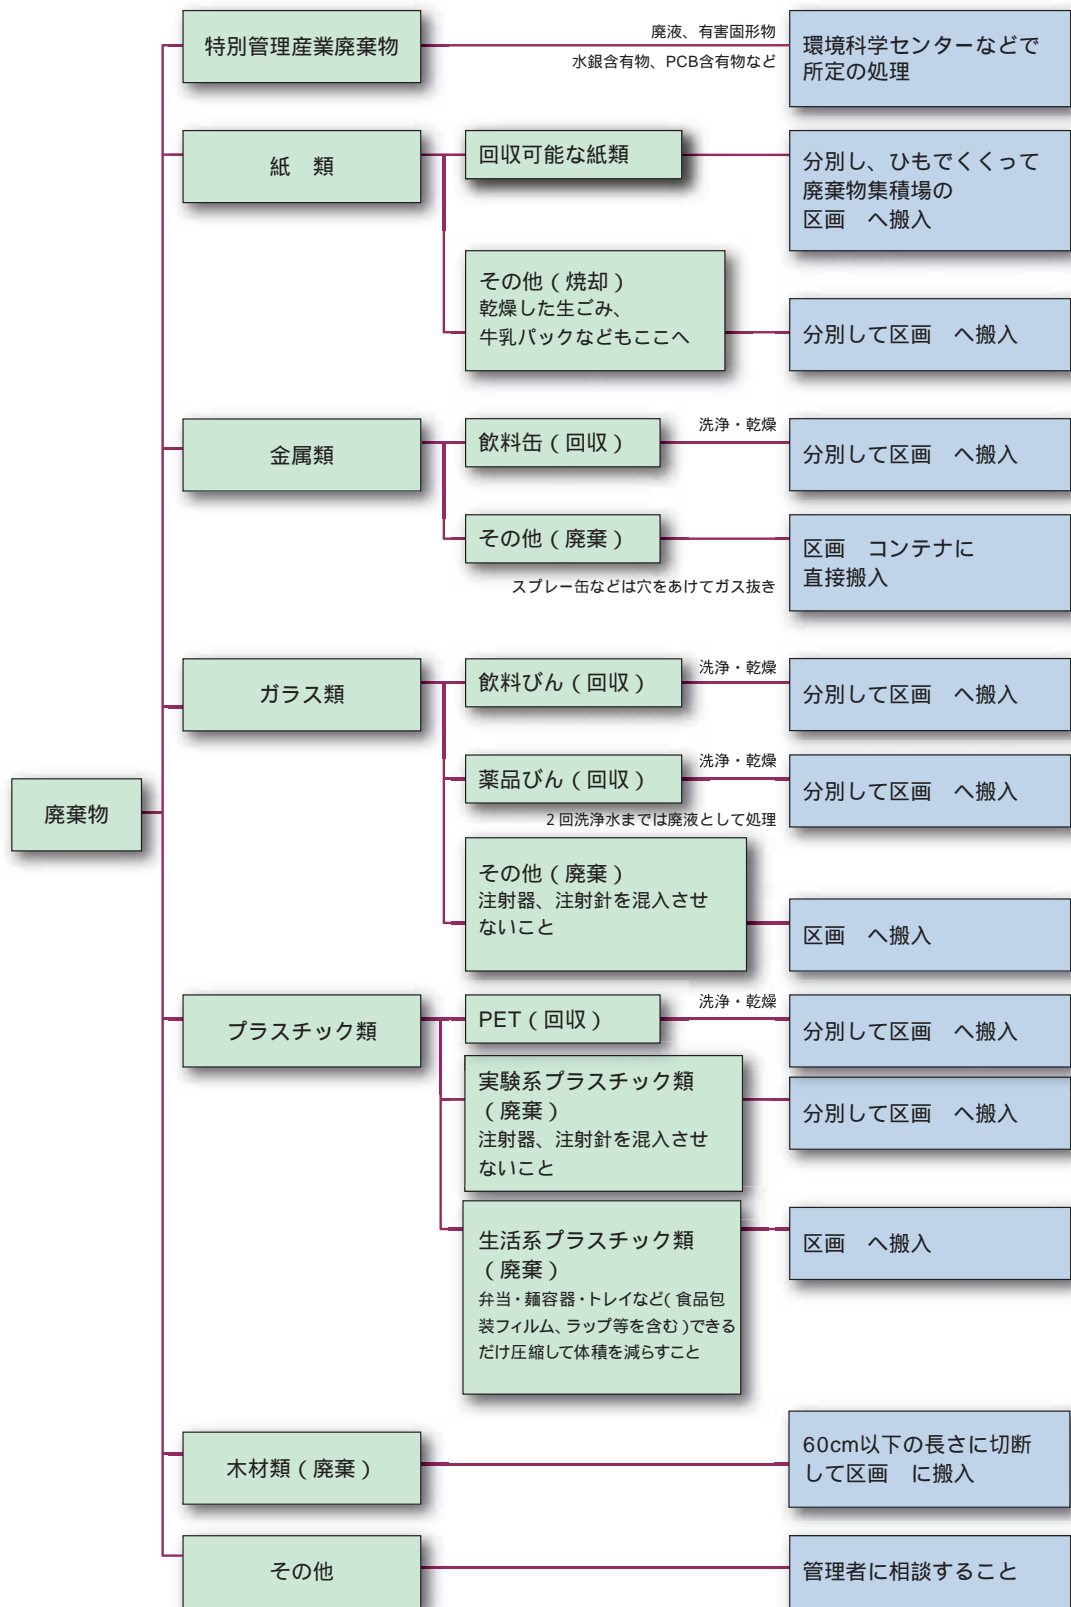 特別管理産業廃棄物
廃液、有害固形物
水銀含有物、PCB含有物など
環境科学センターなどで
所定の処理
紙　類
回収可能な紙類
分別し、ひもでくくって
廃棄物集積場の
区画　へ搬入
その他（焼却）
乾燥した生ごみ、
牛乳パックなどもここへ
分別して区画　へ搬入
金属類
飲料缶（回収）
洗浄・乾燥
分別して区画　へ搬入
その他（廃棄）
スプレー缶などは穴をあけてガス抜き
区画　コンテナに
直接搬入
ガラス類
飲料びん（回収）
洗浄・乾燥
分別して区画　へ搬入
薬品びん（回収）
洗浄・乾燥
2回洗浄水までは廃液として処理
分別して区画　へ搬入
廃棄物
その他（廃棄）
注射器、注射針を混入させ
ないこと
区画　へ搬入
プラスチック類
PET（回収）
洗浄・乾燥
分別して区画　へ搬入
実験系プラスチック類
（廃棄）
注射器、注射針を混入させ
ないこと
分別して区画　へ搬入
生活系プラスチック類
（廃棄）
弁当・麺容器・トレイなど（食品包
装フィルム、ラップ等を含む）できる
だけ圧縮して体積を減らすこと
区画　へ搬入
木材類（廃棄）
60cm以下の長さに切断
して区画　に搬入
その他
管理者に相談すること